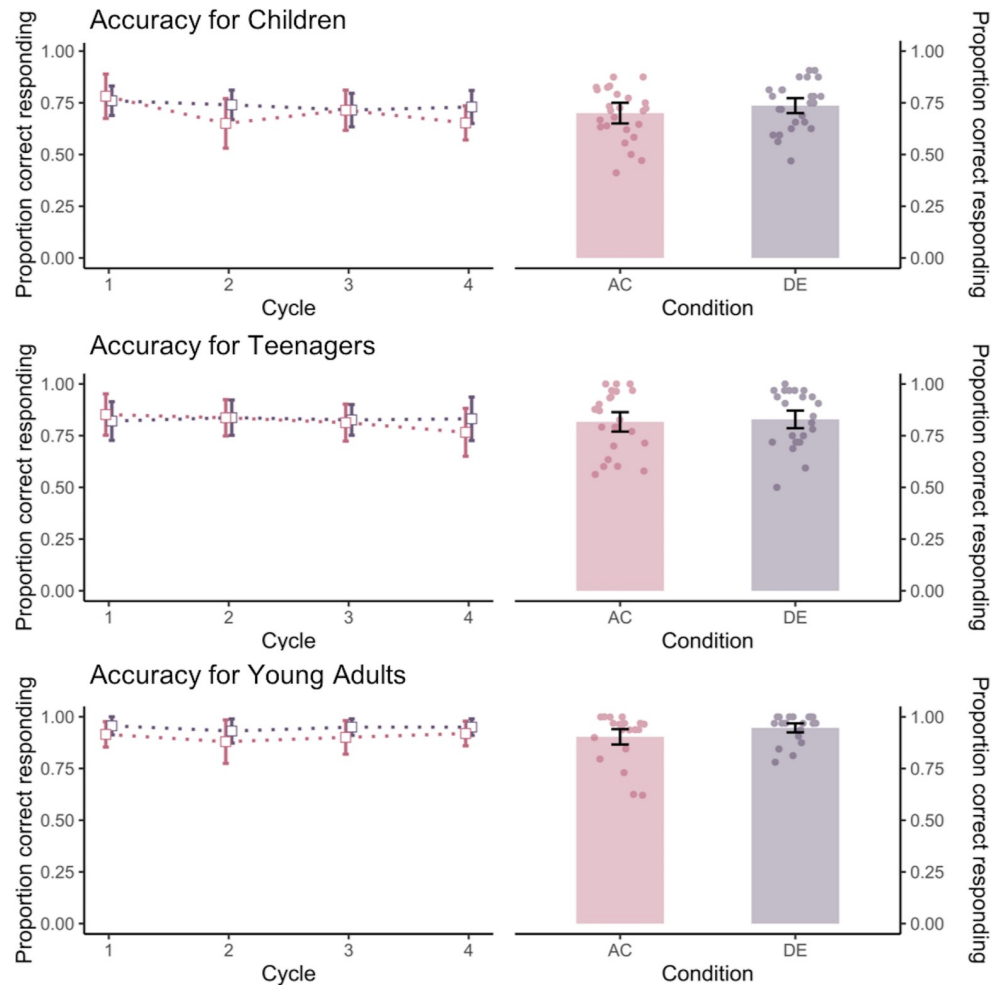 Accuracy for Children
Proportion correct responding
1.00
0.75
0.50
0.25
0.00
1 2 3 4
Cycle
AC DE
Condition
1.00
0.75
0.50
0.25
0.00
Proportion correct responding
Accuracy for Teenagers
Proportion correct responding
1.00
0.75
0.50
0.25
0.00
1 2 3 4
Cycle
AC DE
Condition
1.00
0.75
0.50
0.25
0.00
Proportion correct responding
Accuracy for Young Adults
Proportion correct responding
1.00
0.75
0.50
0.25
0.00
1 2 3 4
Cycle
AC DE
Condition
1.00
0.75
0.50
0.25
0.00
Proportion correct responding